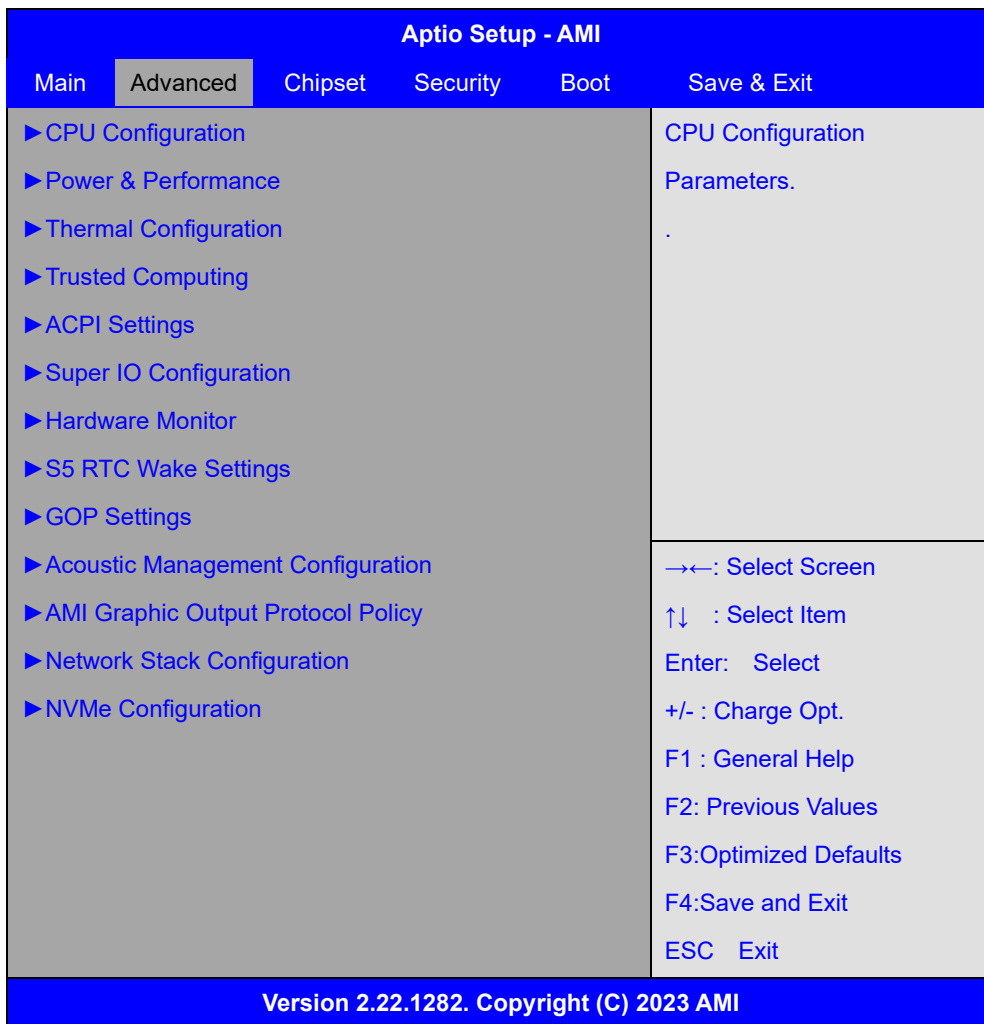 Aptio Setup - AMI
Main Advanced Chipset Security Boot Save & Exit
►CPU Configuration
►Power & Performance
►Thermal Configuration
►Trusted Computing
►ACPI Settings
►Super IO Configuration
►Hardware Monitor
►S5 RTC Wake Settings
►GOP Settings
►Acoustic Management Configuration
►AMI Graphic Output Protocol Policy
►Network Stack Configuration
►NVMe Configuration
CPU Configuration
Parameters.
.
→←: Select Screen
↑↓ : Select Item
Enter: Select
+/- : Charge Opt.
F1 : General Help
F2: Previous Values
F3:Optimized Defaults
F4:Save and Exit
ESC Exit
Version 2.22.1282. Copyright (C) 2023 AMI